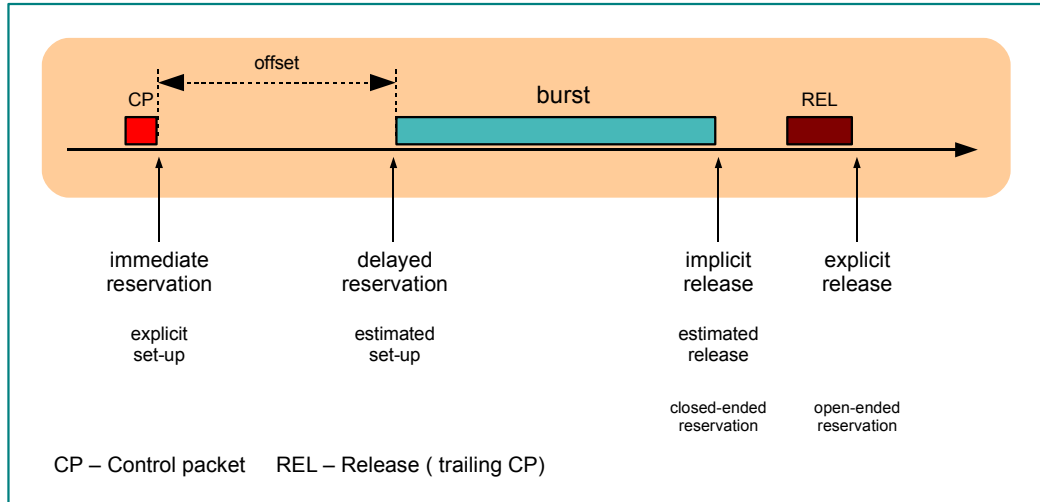 offset
CP
burst
REL
immediate
reservation
delayed
reservation
implicit
release
explicit
release
explicit
set-up
estimated
set-up
estimated
release
closed-ended
reservation
open-ended
reservation
CP – Control packet REL – Release ( trailing CP)